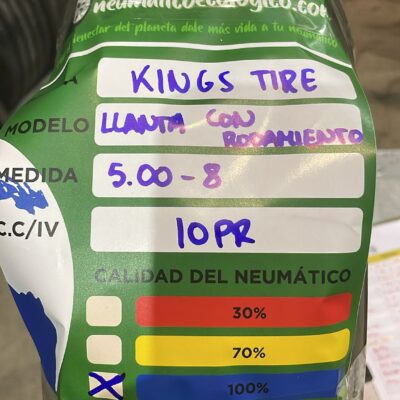 neumaticoecologico.com
bienestar del planeta dale más vida a tu neumático
KINGS TIRE
MODELO LLANTA CON
RODAMIENTO
MEDIDA 5.00-8
C.C/IV 10PR
CALIDAD DEL NEUMÁTICO
30%
70%
X 100%